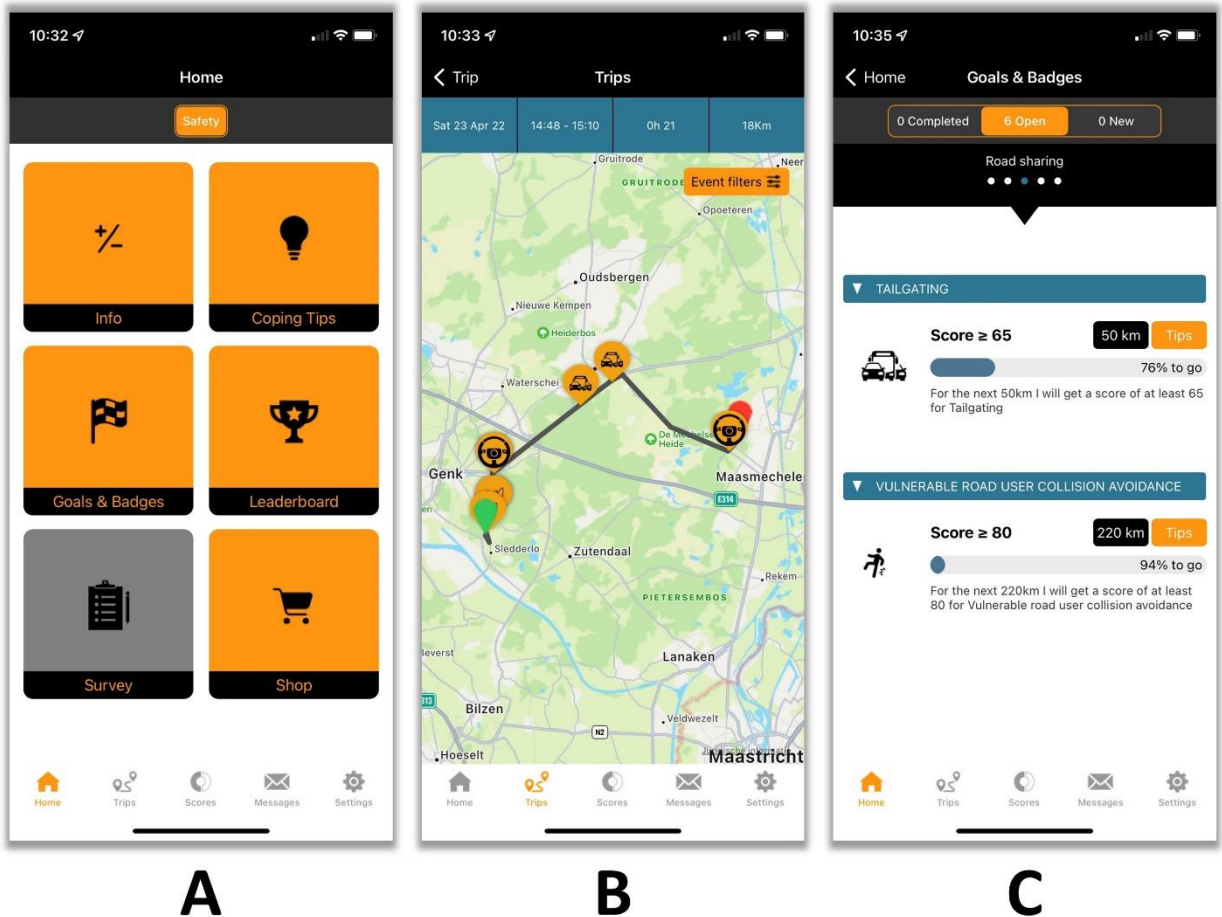 10:32
Home
Safety
+/-
Info
Coping Tips
Goals & Badges
Leaderboard
Survey
Shop
Home
Trips
Scores
Messages
Settings
A
10:33
Trip
Trips
Sat 23 Apr 22
14:48 - 15:10
0h 21
18Km
Gruitrode
Neer
GRUITRODE
Event filters
Opoeteren
Oudsbergen
Nieuwe Kempen
Heiderbos
Waterschei
De Mechelse
Heide
Genk
Maasmechele
E314
en
Sledderlo
Zutendaal
Rekem
PIETERSEMBOS
Beverst
Lanaken
313
Bilzen
Veldwezelt
N2
Hoeselt
Maastricht
Home
Trips
Scores
Messages
Settings
B
10:35
Home
Goals & Badges
0 Completed
6 Open
0 New
Road sharing
TAILGATING
Score ≥ 65
50 km
Tips
76% to go
For the next 50km I will get a score of at least 65
for Tailgating
VULNERABLE ROAD USER COLLISION AVOIDANCE
Score ≥ 80
220 km
Tips
94% to go
For the next 220km I will get a score of at least
80 for Vulnerable road user collision avoidance
Home
Trips
Scores
Messages
Settings
C